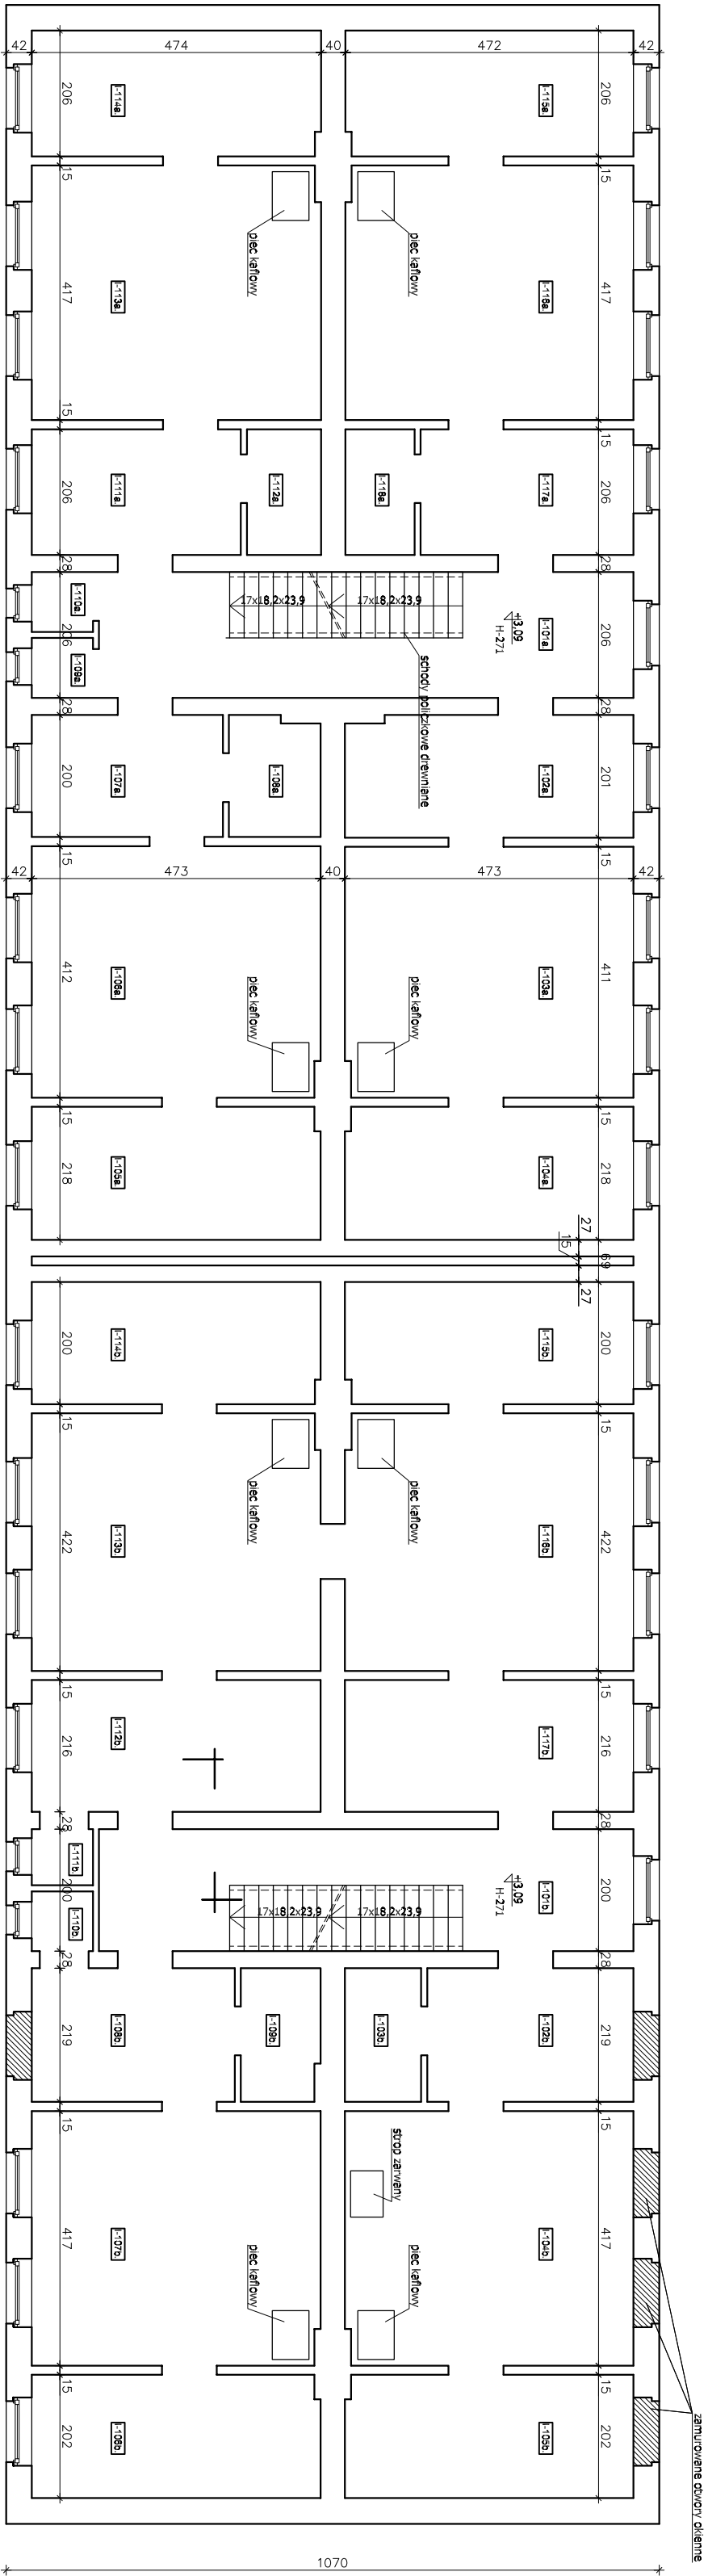 42
474
40
472
42
206
I-114a.
I-115a.
206
15
15
piec kaflowy
piec kaflowy
417
I-113a.
I-116a.
417
15
15
206
I-111a.
I-112a.
I-118a.
I-117a.
206
28
28
I-110a.
17x18,2x23,9
17x18,2x23,9
+3,09
H-271
I-101a.
206
206
I-109a.
schody policzkowe drewniane
28
28
200
I-107a.
I-108a.
I-102a.
201
15
15
42
473
40
473
42
412
I-106a.
piec kaflowy
piec kaflowy
I-103a.
411
15
15
218
I-105a.
I-104a.
218
27
15
69
27
200
I-114b.
I-115b.
200
15
15
piec kaflowy
piec kaflowy
422
I-113b.
I-116b.
422
15
15
216
I-112b.
I-117b.
216
28
28
I-111b.
200
I-110b.
17x18,2x23,9
17x18,2x23,9
+3,09
H-271
I-101b.
200
28
28
219
I-108b.
I-109b.
I-103b.
I-102b.
219
15
15
strop zarwany
417
I-107b.
piec kaflowy
piec kaflowy
I-104b.
417
15
15
202
I-106b.
I-105b.
202
zamurowane otwory okienne
1070